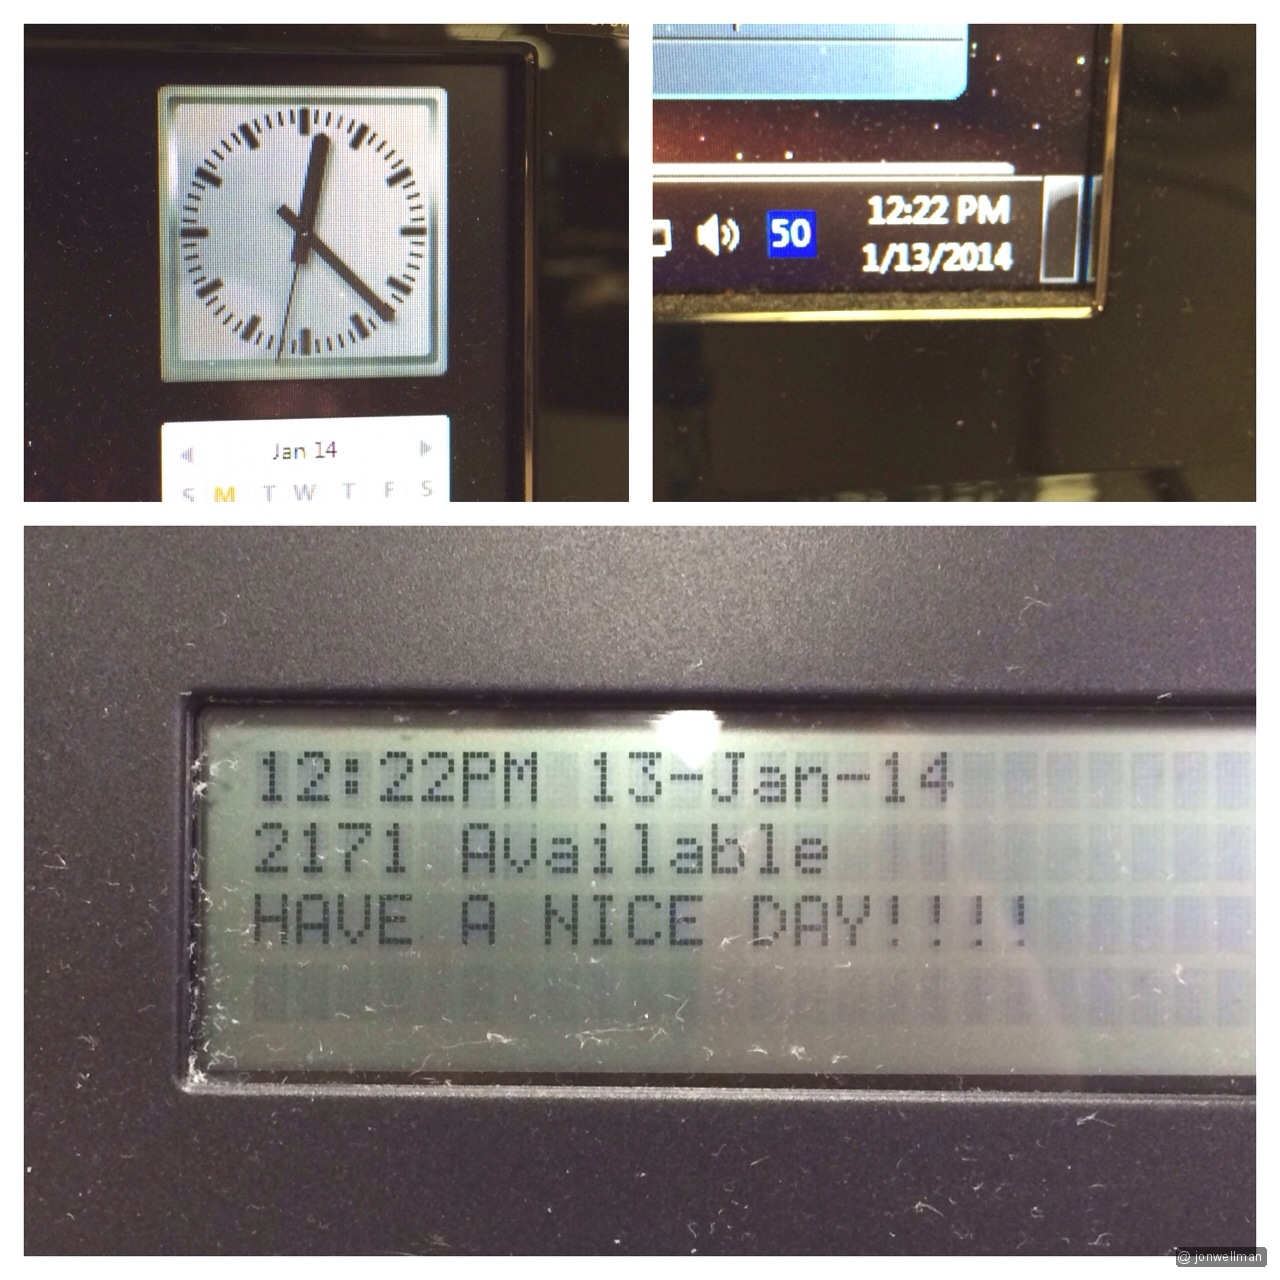 Jan 14
S M T W T F S
50
12:22 PM
1/13/2014
12:22PM 13-Jan-14
2171 Available
HAVE A NICE DAY!!!!
@ jonwellman